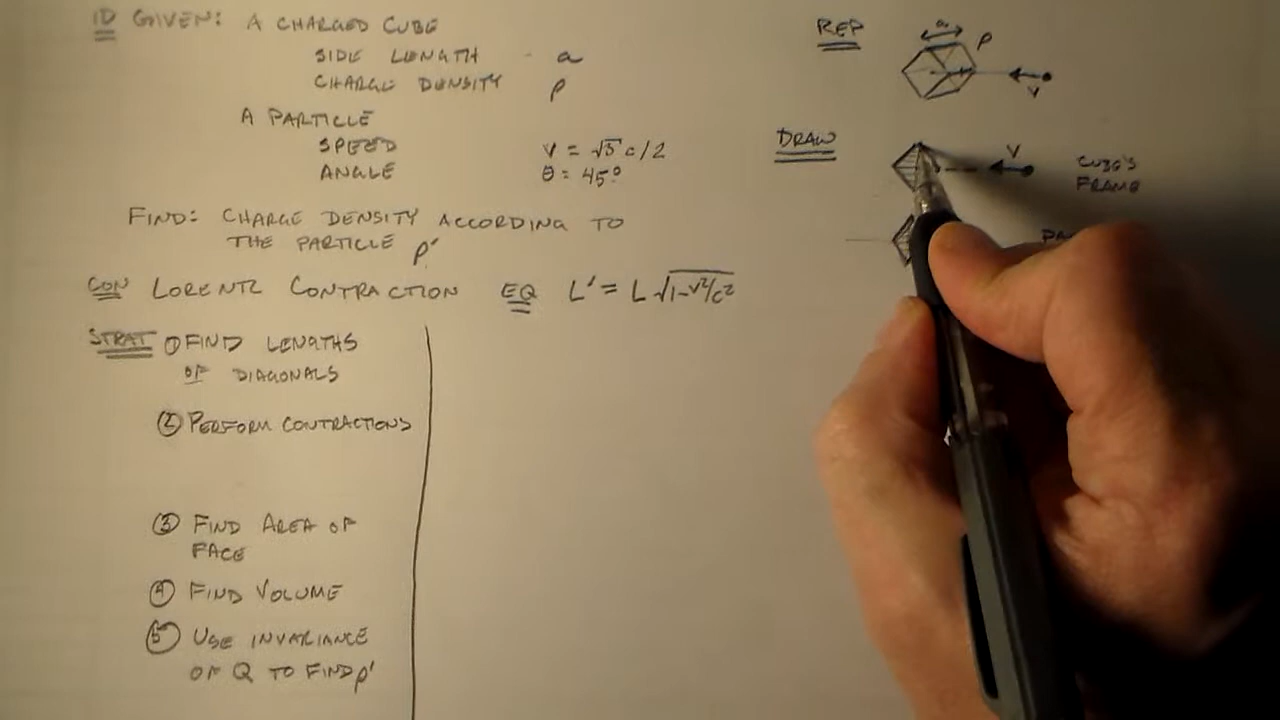 ID GIVEN: A CHARGED CUBE
SIDE LENGTH - a
CHARGE DENSITY ρ
A PARTICLE
SPEED v = √3 c/2
ANGLE θ = 45°
FIND: CHARGE DENSITY ACCORDING TO
THE PARTICLE ρ'
CON LORENTZ CONTRACTION EQ L' = L √1-v²/c²
STRAT ① FIND LENGTHS
OF DIAGONALS
② PERFORM CONTRACTIONS
③ FIND AREA OF
FACE
④ FIND VOLUME
⑤ USE INVARIANCE
OF Q TO FIND ρ'
REP
a
ρ
v
DRAW
v
CUBE'S
FRAME